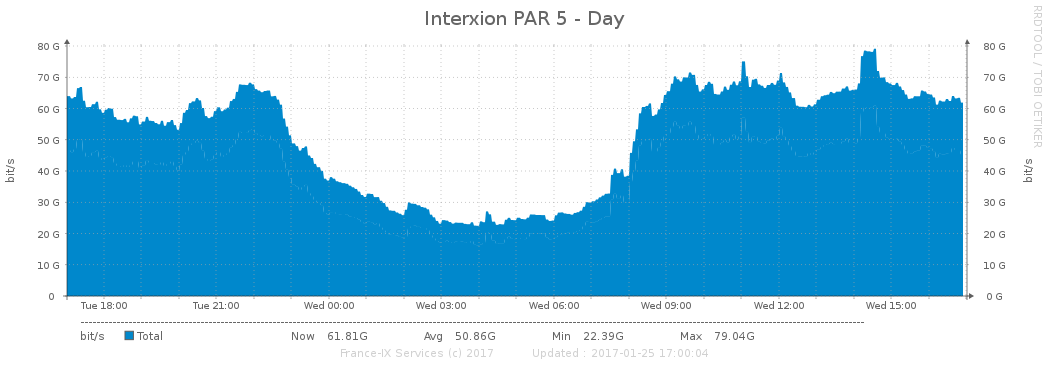 Interxion PAR 5 - Day
RRDTOOL / TOBI OETIKER
80 G 80 G
70 G 70 G
60 G 60 G
50 G 50 G
40 G 40 G
30 G 30 G
20 G 20 G
10 G 10 G
0 0 G
bit/s bit/s
Tue 18:00 Tue 21:00 Wed 00:00 Wed 03:00 Wed 06:00 Wed 09:00 Wed 12:00 Wed 15:00
bit/s Total Now 61.81G Avg 50.86G Min 22.39G Max 79.04G
France-IX Services (c) 2017 Updated : 2017-01-25 17:00:04